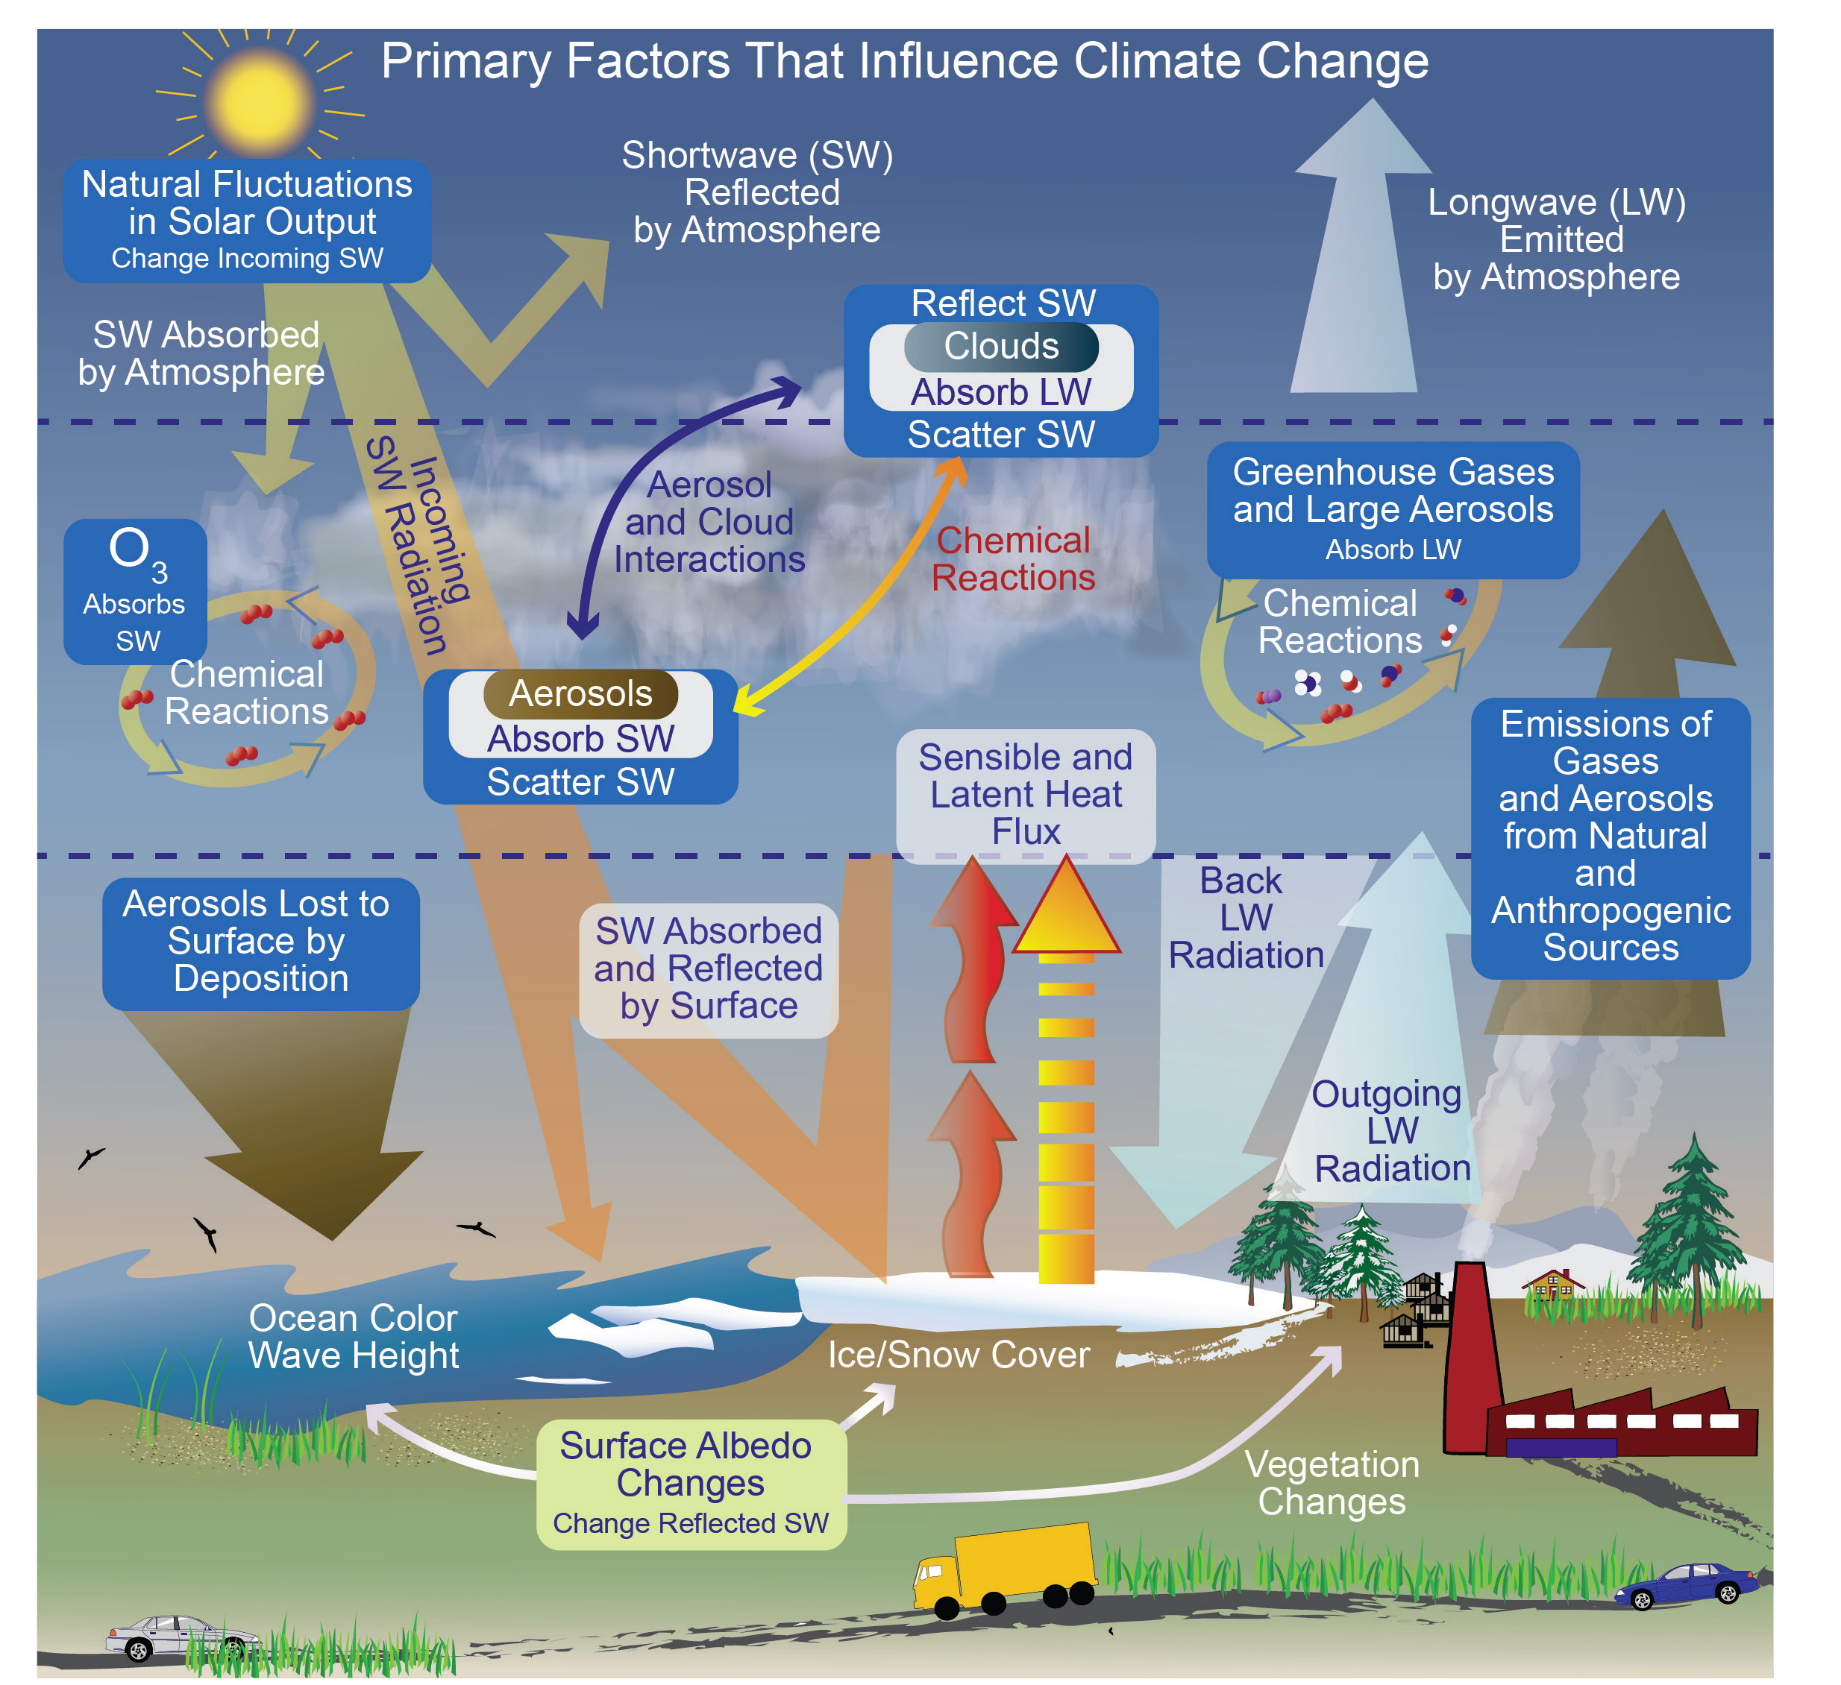 Primary Factors That Influence Climate Change
Natural Fluctuations
in Solar Output
Change Incoming SW
Shortwave (SW)
Reflected
by Atmosphere
Longwave (LW)
Emitted
by Atmosphere
SW Absorbed
by Atmosphere
Reflect SW
Clouds
Absorb LW
Scatter SW
Incoming
SW Radiation
Aerosol
and Cloud
Interactions
Chemical
Reactions
Greenhouse Gases
and Large Aerosols
Absorb LW
Chemical
Reactions
O3
Absorbs
SW
Chemical
Reactions
Aerosols
Absorb SW
Scatter SW
Sensible and
Latent Heat
Flux
Emissions of
Gases
and Aerosols
from Natural
and
Anthropogenic
Sources
Aerosols Lost to
Surface by
Deposition
SW Absorbed
and Reflected
by Surface
Back
LW
Radiation
Outgoing
LW
Radiation
Ocean Color
Wave Height
Ice/Snow Cover
Surface Albedo
Changes
Change Reflected SW
Vegetation
Changes